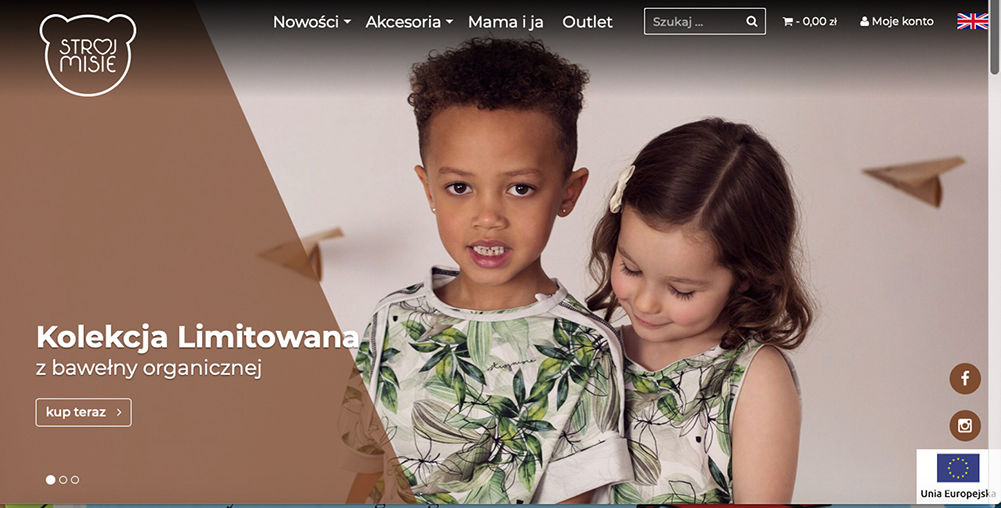 STROJ
MISIE
Nowości
Akcesoria
Mama i ja
Outlet
Szukaj ...
- 0,00 zł
Moje konto
Kolekcja Limitowana
z bawełny organicznej
kup teraz
Unia Europejska